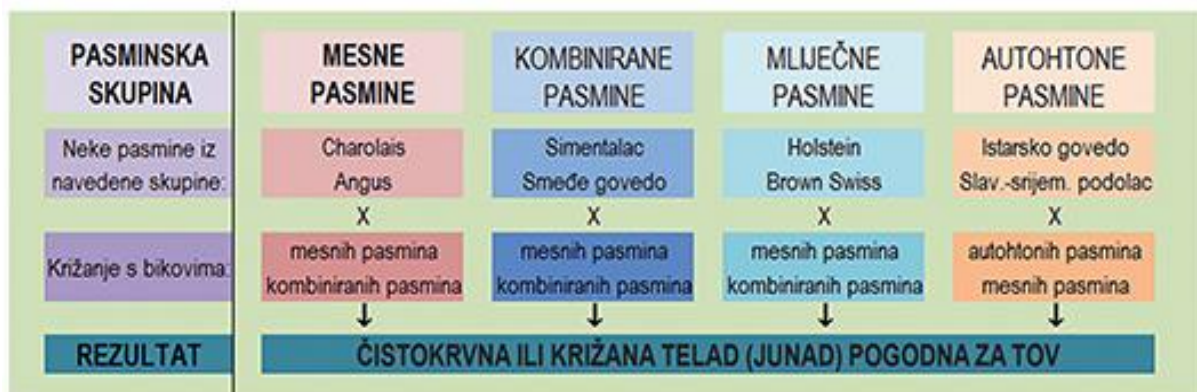 PASMINSKA
SKUPINA
MESNE
PASMINE
KOMBINIRANE
PASMINE
MLIJEČNE
PASMINE
AUTOHTONE
PASMINE
Neke pasmine iz
navedene skupine:
Charolais
Angus
Simentalac
Smeđe govedo
Holstein
Brown Swiss
Istarsko govedo
Slav.-srijem. podolac
X
X
X
X
Križanje s bikovima:
mesnih pasmina
kombiniranih pasmina
mesnih pasmina
kombiniranih pasmina
mesnih pasmina
kombiniranih pasmina
autohtonih pasmina
mesnih pasmina
REZULTAT
ČISTOKRVNA ILI KRIŽANA TELAD (JUNAD) POGODNA ZA TOV